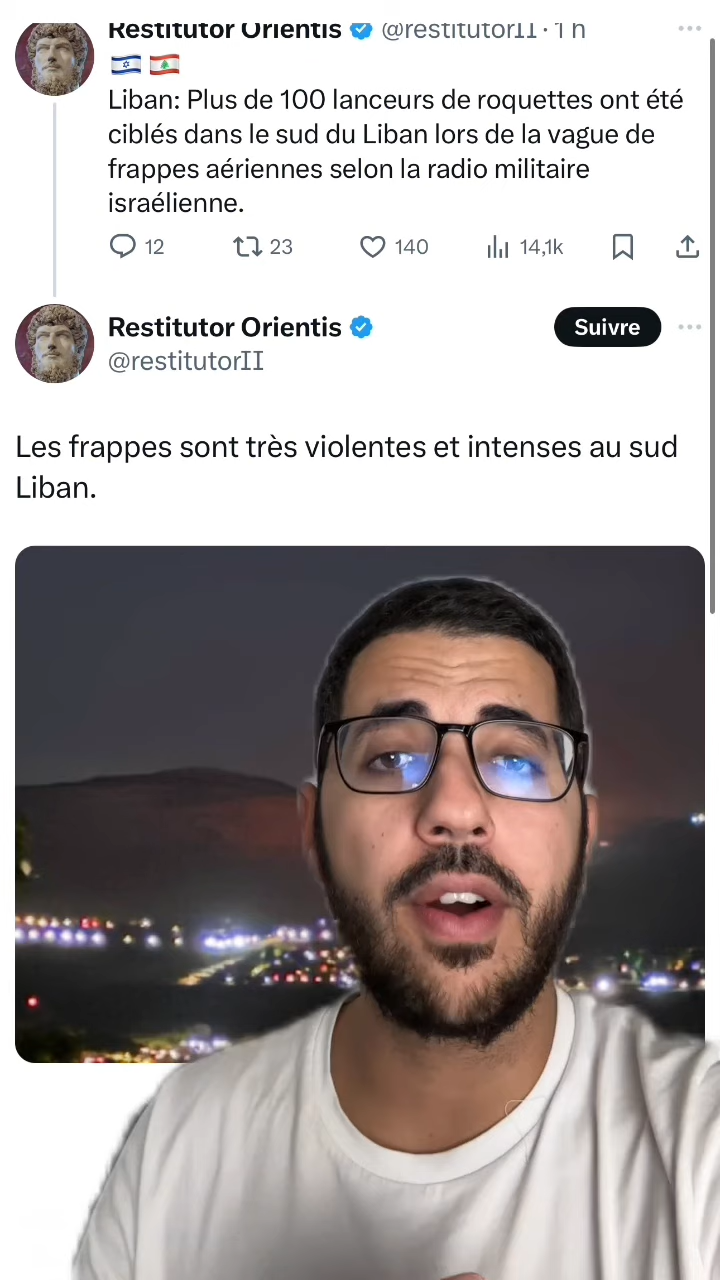 Restitutor Orientis @restitutorII · 1 h
🇮🇱 🇱🇧
Liban: Plus de 100 lanceurs de roquettes ont été
ciblés dans le sud du Liban lors de la vague de
frappes aériennes selon la radio militaire
israélienne.
12 23 140 14,1k
Restitutor Orientis Suivre
@restitutorII
Les frappes sont très violentes et intenses au sud
Liban.